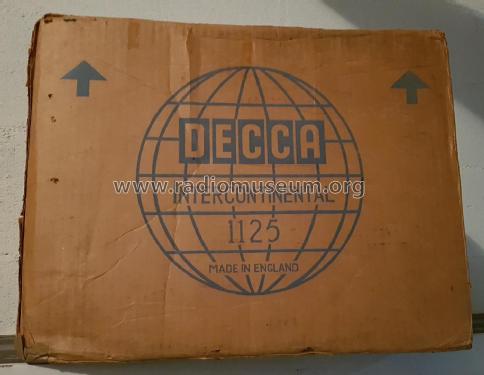 DECCA
www.radiomuseum.org
INTERCONTINENTAL
1125
MADE IN ENGLAND